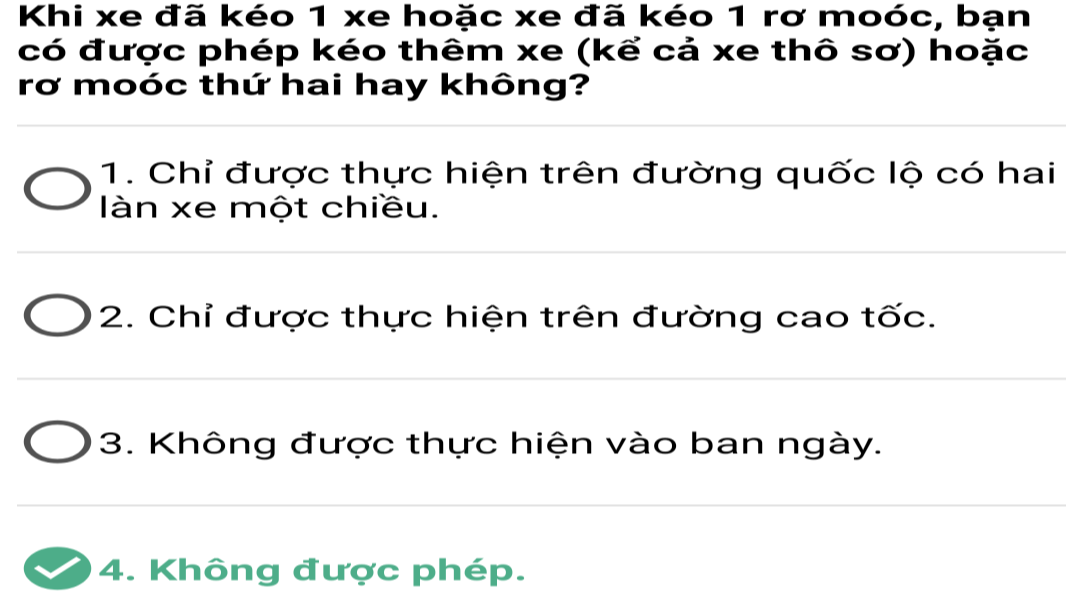 Khi xe đã kéo 1 xe hoặc xe đã kéo 1 rơ moóc, bạn
có được phép kéo thêm xe (kể cả xe thô sơ) hoặc
rơ moóc thứ hai hay không?
1. Chỉ được thực hiện trên đường quốc lộ có hai
làn xe một chiều.
2. Chỉ được thực hiện trên đường cao tốc.
3. Không được thực hiện vào ban ngày.
4. Không được phép.